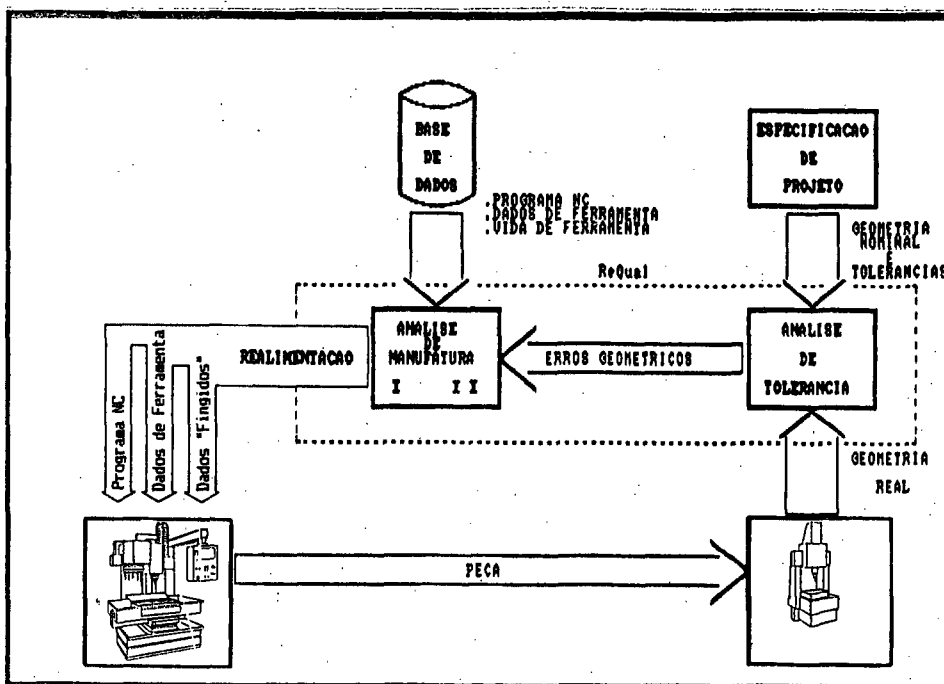 BASE
DE
DADOS
ESPECIFICACAO
DE
PROJETO
.PROGRAMA NC
.DADOS DE FERRAMENTA
.VIDA DE FERRAMENTA
GEOMETRIA
NOMINAL
E
TOLERANCIAS
ReQual
REALIMENTACAO
ANALISE
DE
MANUFATURA
I II
ERROS GEOMETRICOS
ANALISE
DE
TOLERANCIA
Programa NC
Dados de Ferramenta
Dados "Fingidos"
GEOMETRIA
REAL
PECA